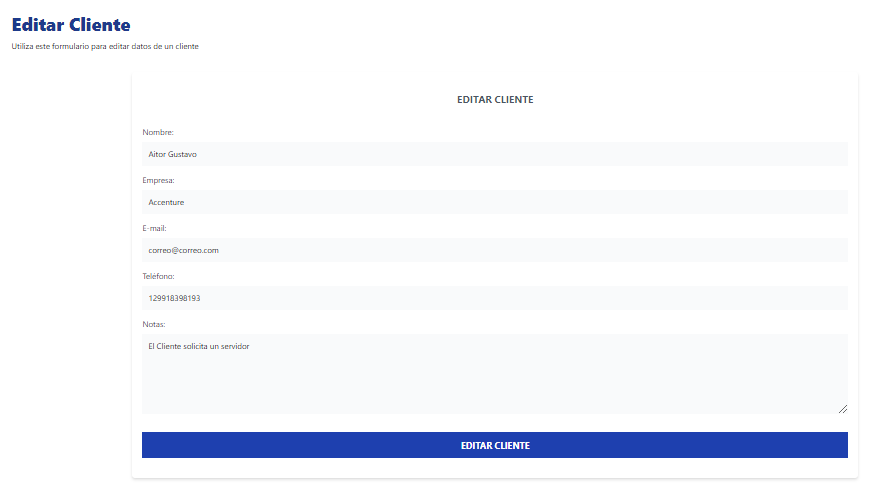 Editar Cliente
Utiliza este formulario para editar datos de un cliente
EDITAR CLIENTE
Nombre:
Aitor Gustavo
Empresa:
Accenture
E-mail:
correo@correo.com
Teléfono:
129918398193
Notas:
El Cliente solicita un servidor
EDITAR CLIENTE